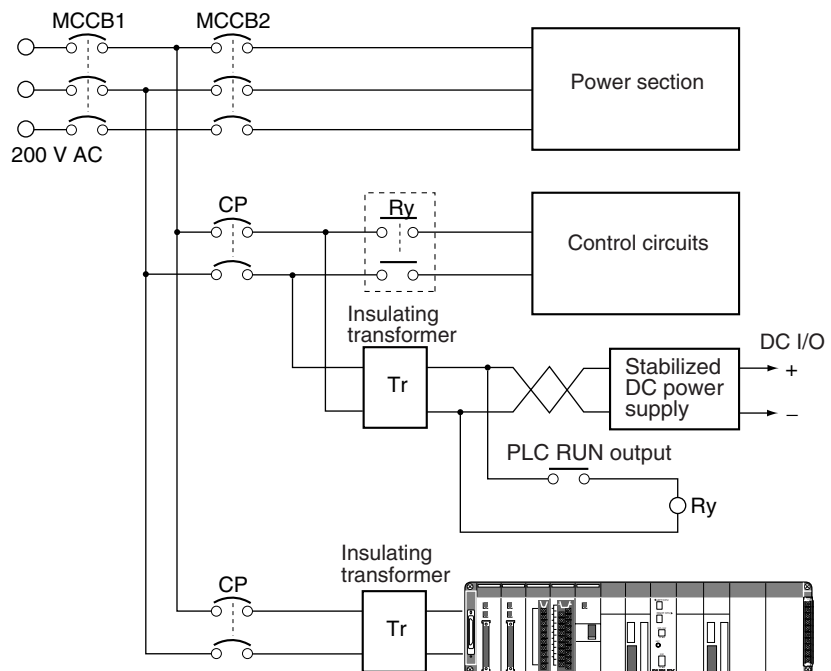 MCCB1
MCCB2
Power section
200 V AC
CP
Ry
Control circuits
Insulating
transformer
DC I/O
Tr
Stabilized
DC power
supply
+
−
PLC RUN output
Ry
Insulating
transformer
CP
Tr